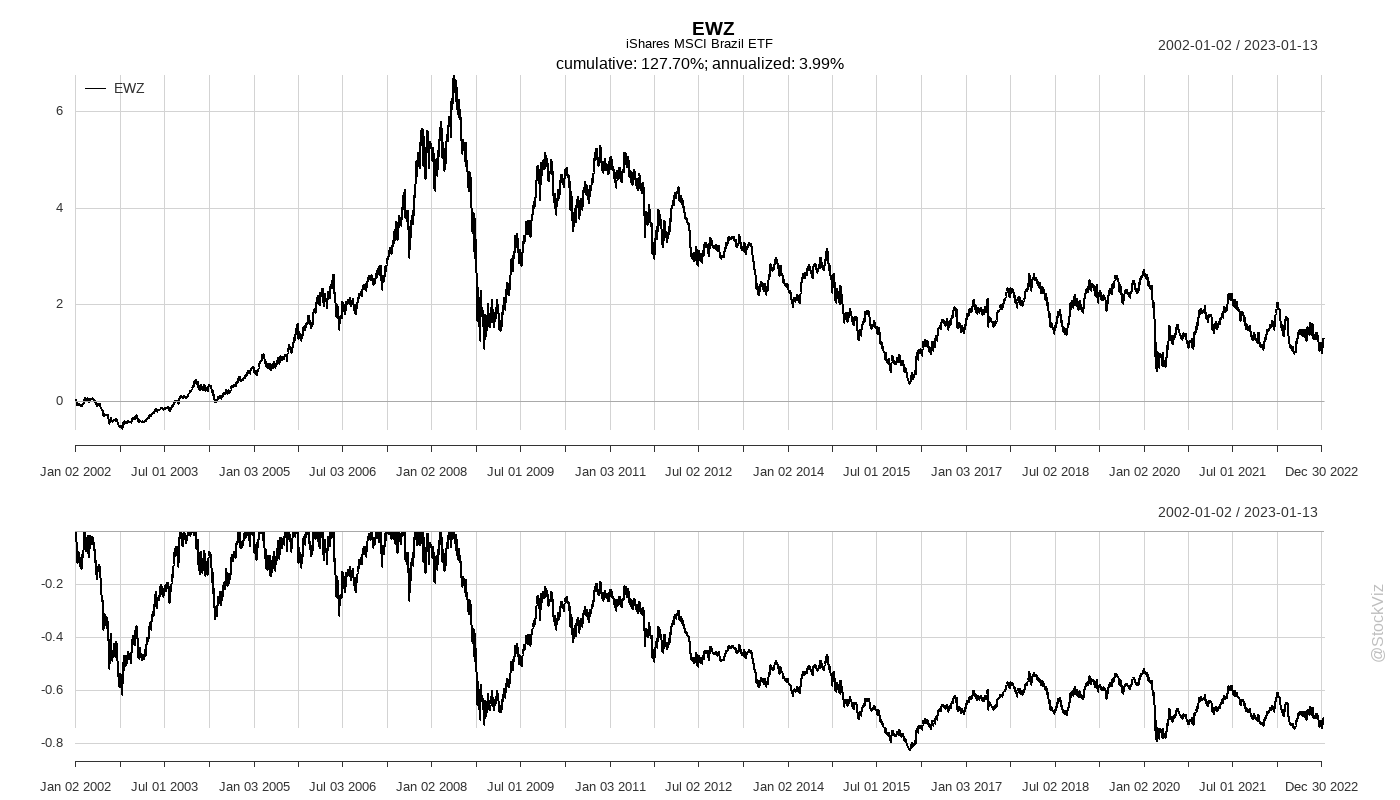 EWZ
iShares MSCI Brazil ETF
2002-01-02 / 2023-01-13
cumulative: 127.70%; annualized: 3.99%
EWZ
6
4
2
0
Jan 02 2002 Jul 01 2003 Jan 03 2005 Jul 03 2006 Jan 02 2008 Jul 01 2009 Jan 03 2011 Jul 02 2012 Jan 02 2014 Jul 01 2015 Jan 03 2017 Jul 02 2018 Jan 02 2020 Jul 01 2021 Dec 30 2022
2002-01-02 / 2023-01-13
-0.2
-0.4
-0.6
-0.8
Jan 02 2002 Jul 01 2003 Jan 03 2005 Jul 03 2006 Jan 02 2008 Jul 01 2009 Jan 03 2011 Jul 02 2012 Jan 02 2014 Jul 01 2015 Jan 03 2017 Jul 02 2018 Jan 02 2020 Jul 01 2021 Dec 30 2022
@StockViz